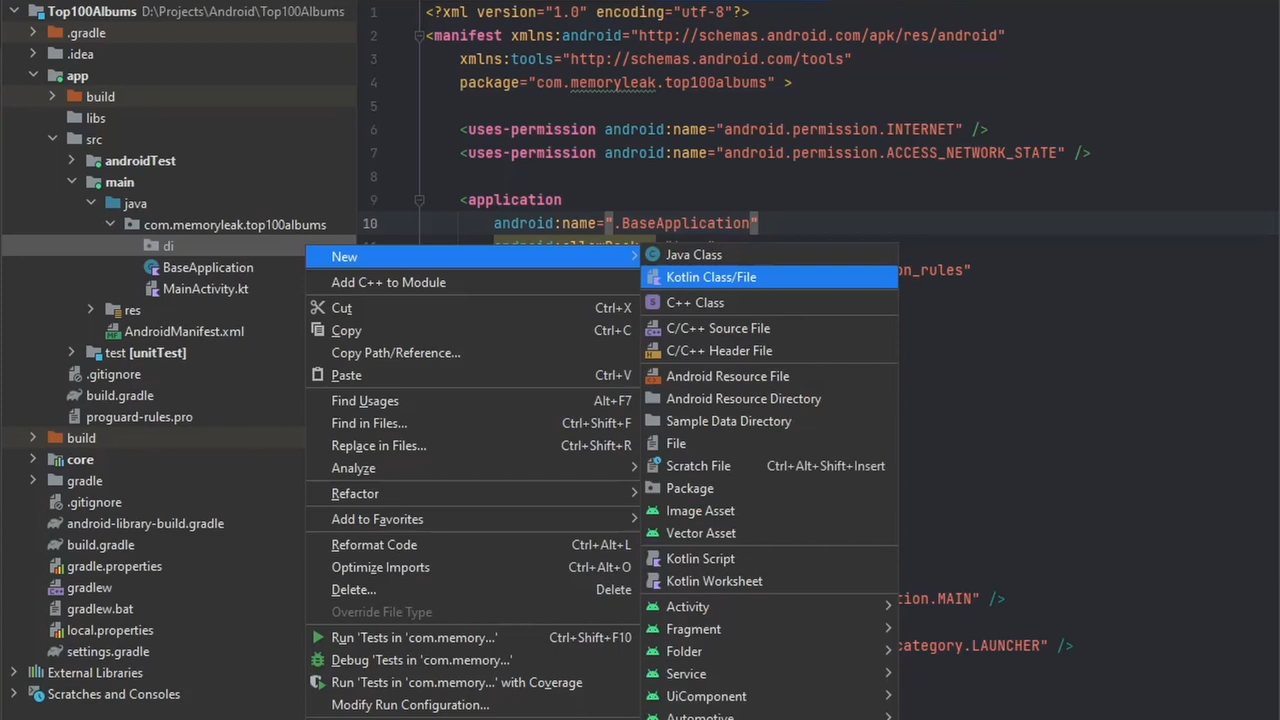 Top100Albums D:\Projects\Android\Top100Albums
.gradle
.idea
app
build
libs
src
androidTest
main
java
com.memoryleak.top100albums
di
BaseApplication
MainActivity.kt
res
AndroidManifest.xml
test [unitTest]
.gitignore
build.gradle
proguard-rules.pro
build
core
gradle
.gitignore
android-library-build.gradle
build.gradle
gradle.properties
gradlew
gradlew.bat
local.properties
settings.gradle
External Libraries
Scratches and Consoles
1 <?xml version="1.0" encoding="utf-8"?>
2 <manifest xmlns:android="http://schemas.android.com/apk/res/android"
3 xmlns:tools="http://schemas.android.com/tools"
4 package="com.memoryleak.top100albums" >
5
6 <uses-permission android:name="android.permission.INTERNET" />
7 <uses-permission android:name="android.permission.ACCESS_NETWORK_STATE" />
8
9 <application
10 android:name=".BaseApplication"
on_rules"
ion.MAIN" />
category.LAUNCHER" />
New
Add C++ to Module
Cut Ctrl+X
Copy Ctrl+C
Copy Path/Reference...
Paste Ctrl+V
Find Usages Alt+F7
Find in Files... Ctrl+Shift+F
Replace in Files... Ctrl+Shift+R
Analyze
Refactor
Add to Favorites
Reformat Code Ctrl+Alt+L
Optimize Imports Ctrl+Alt+O
Delete... Delete
Override File Type
Run 'Tests in 'com.memory...' Ctrl+Shift+F10
Debug 'Tests in 'com.memory...'
Run 'Tests in 'com.memory...' with Coverage
Modify Run Configuration...
Java Class
Kotlin Class/File
C++ Class
C/C++ Source File
C/C++ Header File
Android Resource File
Android Resource Directory
Sample Data Directory
File
Scratch File Ctrl+Alt+Shift+Insert
Package
Image Asset
Vector Asset
Kotlin Script
Kotlin Worksheet
Activity
Fragment
Folder
Service
UiComponent
Automotive